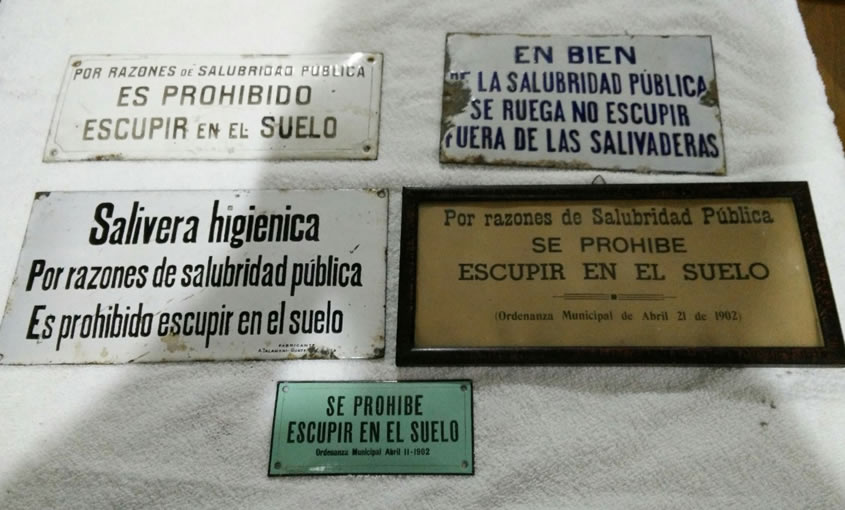 POR RAZONES DE SALUBRIDAD PÚBLICA
ES PROHIBIDO
ESCUPIR EN EL SUELO
EN BIEN
DE LA SALUBRIDAD PÚBLICA
SE RUEGA NO ESCUPIR
FUERA DE LAS SALIVADERAS
Salivera higienica
Por razones de salubridad pública
Es prohibido escupir en el suelo
FABRICANTE
Por razones de Salubridad Pública
SE PROHIBE
ESCUPIR EN EL SUELO
(Ordenanza Municipal de Abril 21 de 1902)
SE PROHIBE
ESCUPIR EN EL SUELO
Ordenanza Municipal Abril 11-1902